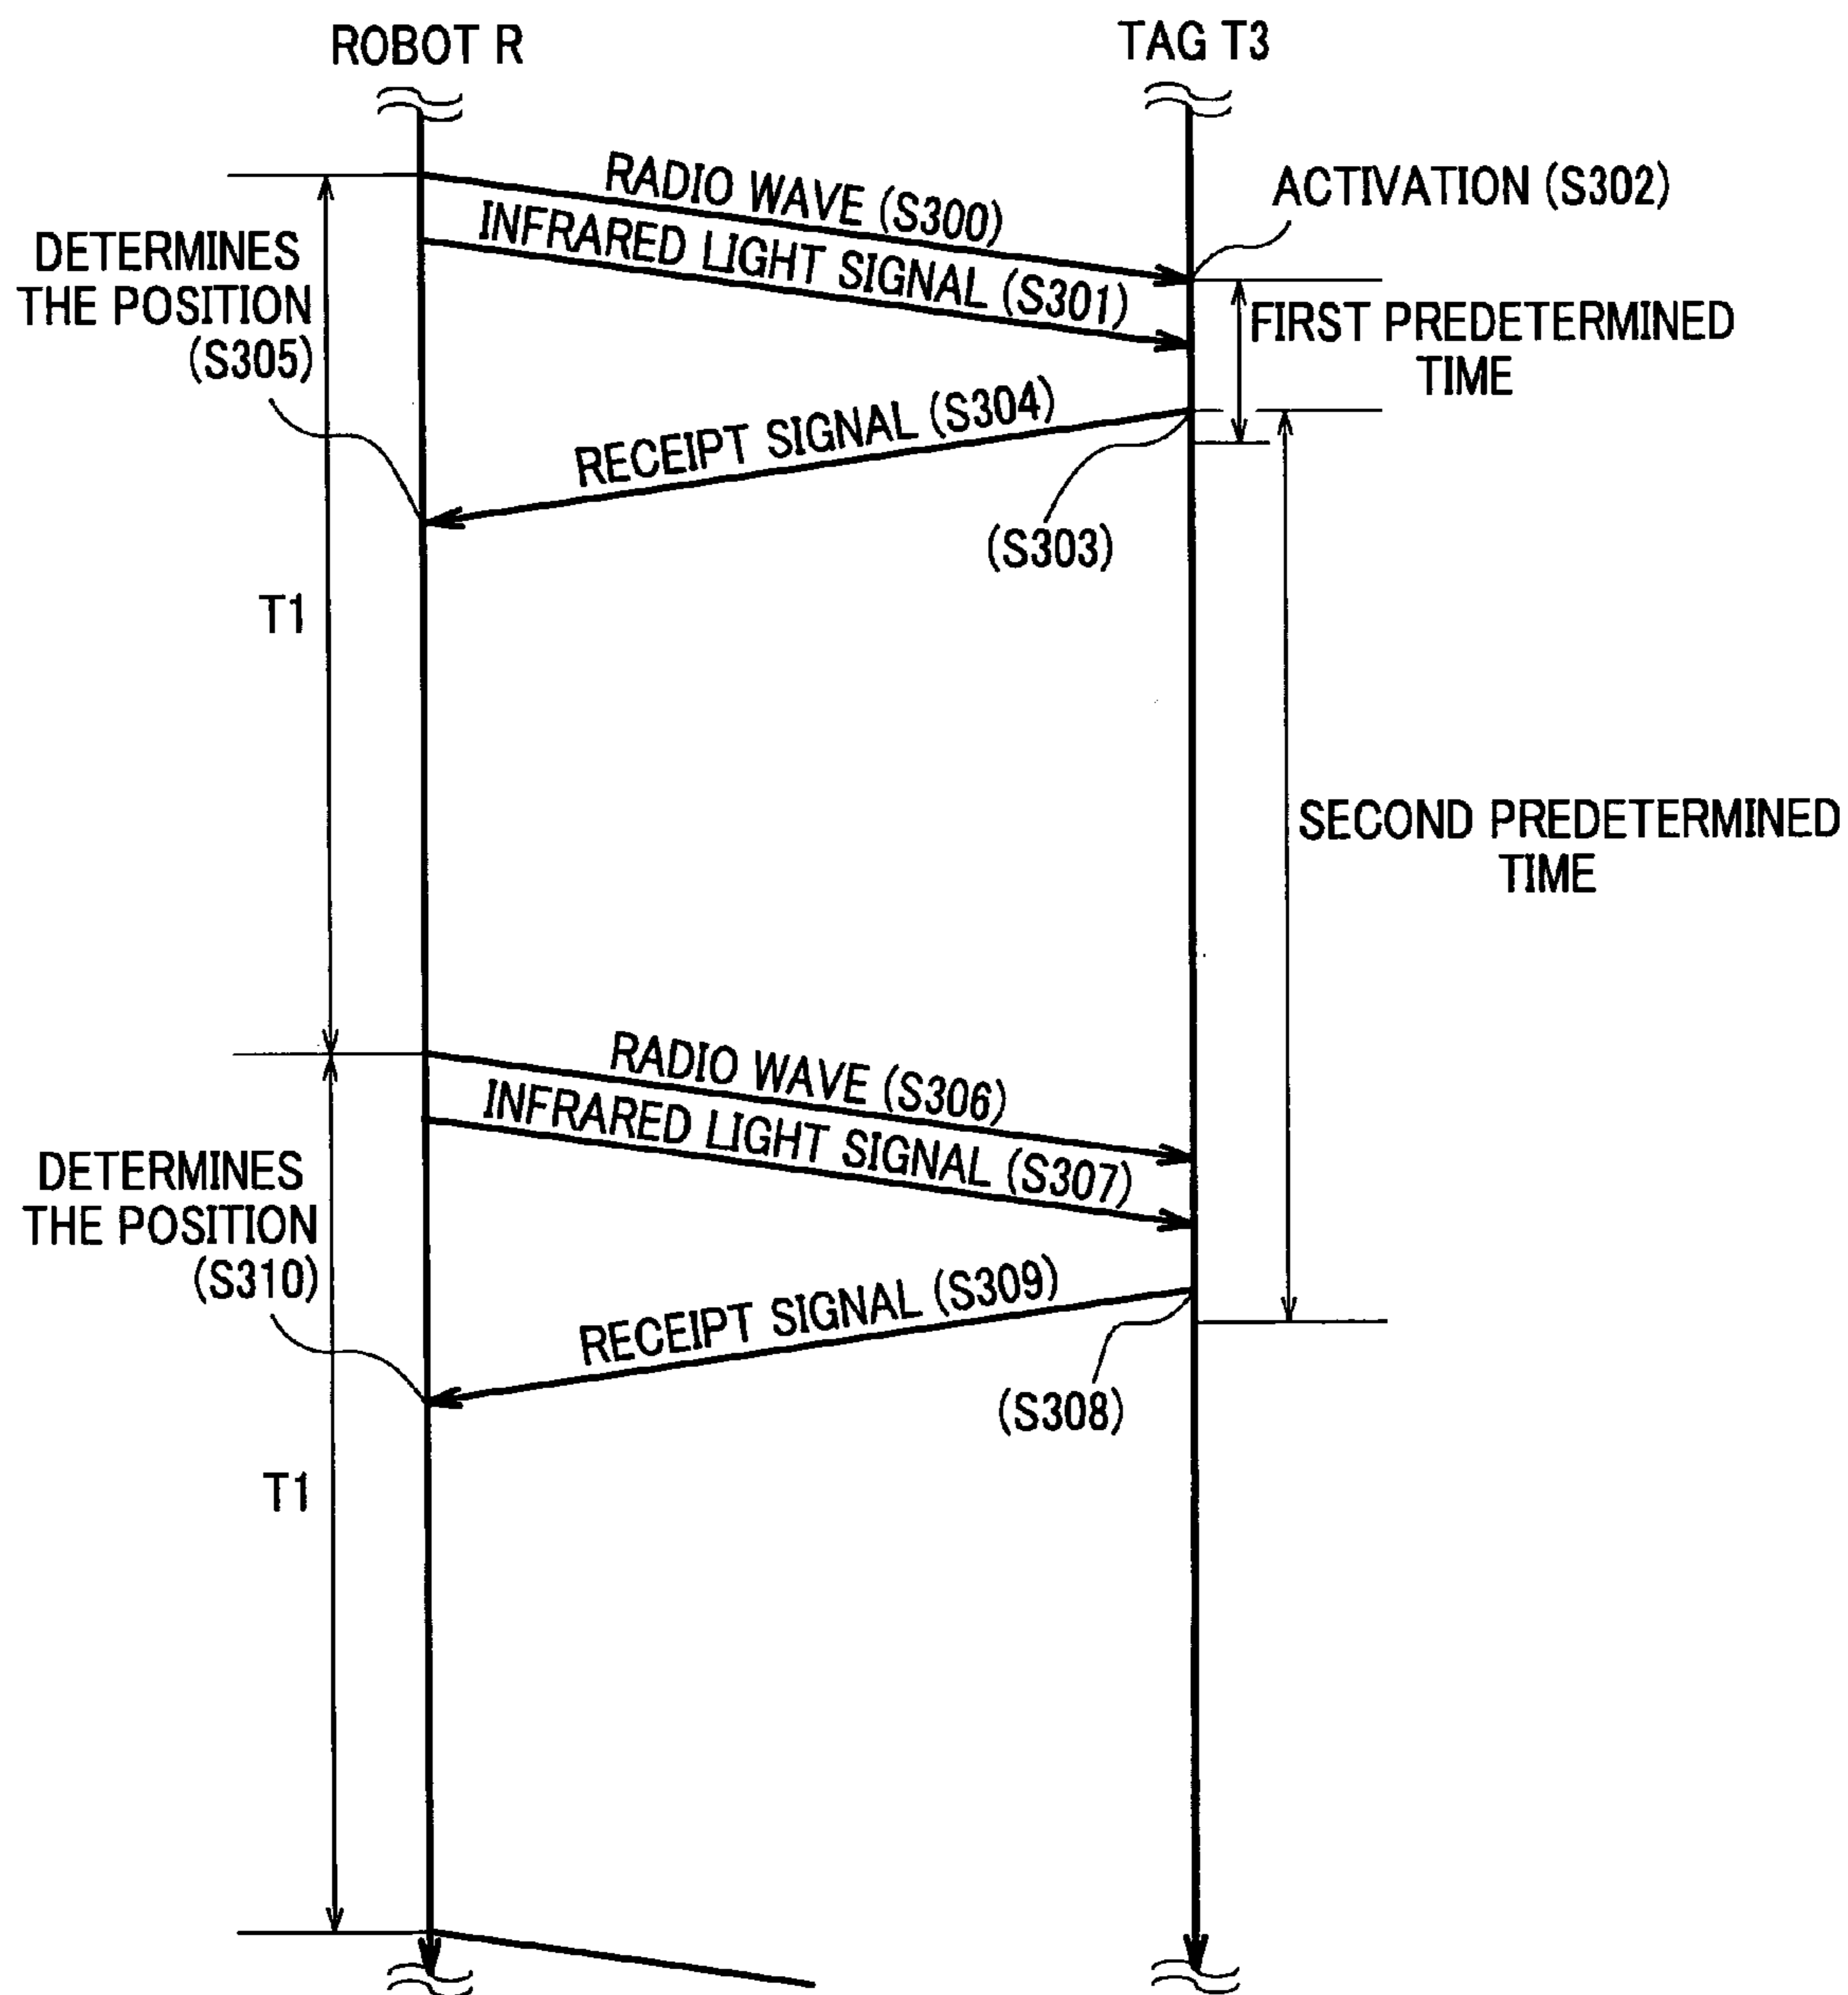 ROBOT R
TAG T3
RADIO WAVE (S300)
ACTIVATION (S302)
INFRARED LIGHT SIGNAL (S301)
DETERMINES
THE POSITION
(S305)
FIRST PREDETERMINED
TIME
RECEIPT SIGNAL (S304)
(S303)
T1
SECOND PREDETERMINED
TIME
RADIO WAVE (S306)
INFRARED LIGHT SIGNAL (S307)
DETERMINES
THE POSITION
(S310)
RECEIPT SIGNAL (S309)
(S308)
T1